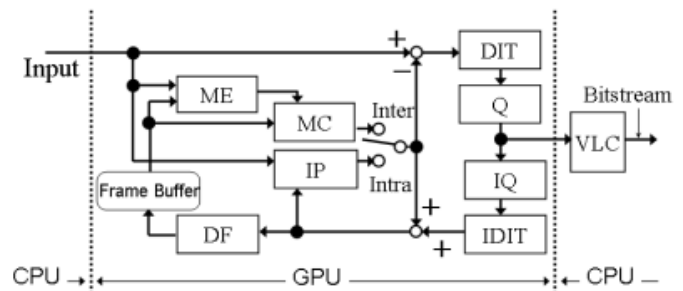 +
DIT
Input
−
ME
Q
Bitstream
MC
Inter
VLC
IP
Intra
IQ
Frame Buffer
+
DF
+
IDIT
CPU
GPU
CPU